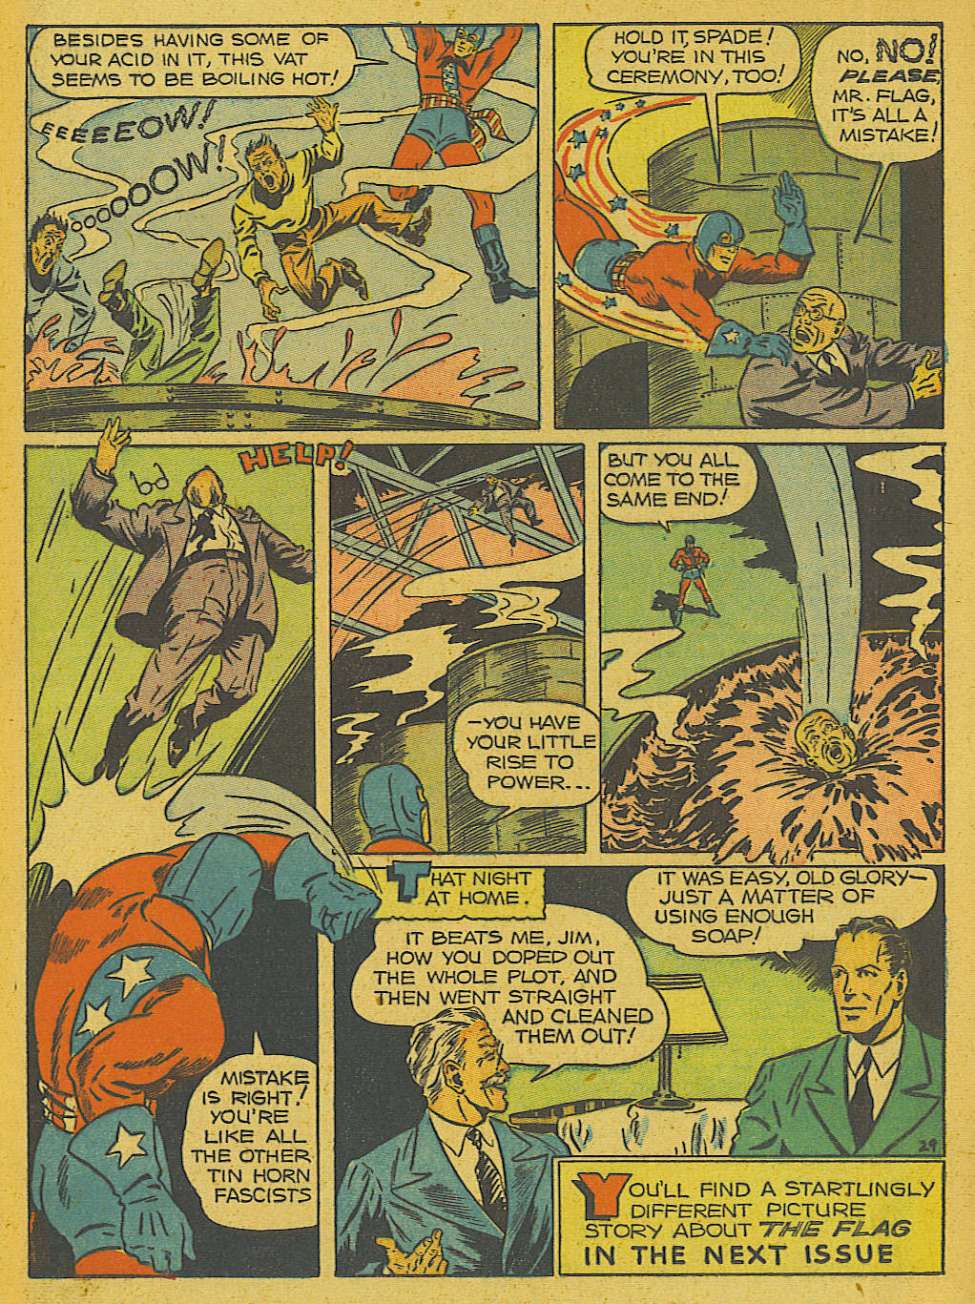 BESIDES HAVING SOME OF
YOUR ACID IN IT, THIS VAT
SEEMS TO BE BOILING HOT!
EEEEEOW!
OOOOOOW!
HOLD IT, SPADE!
YOU'RE IN THIS
CEREMONY, TOO!
NO, NO!
PLEASE,
MR. FLAG,
IT'S ALL A
MISTAKE!
HELP!
MISTAKE
IS RIGHT!
YOU'RE
LIKE ALL
THE OTHER
TIN HORN
FASCISTS
-YOU HAVE
YOUR LITTLE
RISE TO
POWER...
BUT YOU ALL
COME TO THE
SAME END!
THAT NIGHT
AT HOME.
IT BEATS ME, JIM,
HOW YOU DOPED OUT
THE WHOLE PLOT, AND
THEN WENT STRAIGHT
AND CLEANED
THEM OUT!
IT WAS EASY, OLD GLORY—
JUST A MATTER OF
USING ENOUGH
SOAP!
29
YOU'LL FIND A STARTLINGLY
DIFFERENT PICTURE
STORY ABOUT THE FLAG
IN THE NEXT ISSUE